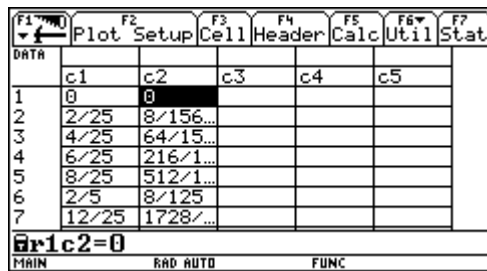 F1 F2 F3 F4 F5 F6 F7
Plot Setup Cell Header Calc Util Stat
DATA
c1 c2 c3 c4 c5
1 0 0
2 2/25 8/156…
3 4/25 64/15…
4 6/25 216/1…
5 8/25 512/1…
6 2/5 8/125
7 12/25 1728/…
r1c2=0
MAIN RAD AUTO FUNC